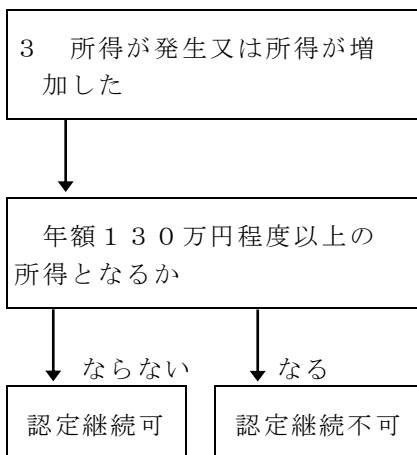 ３　所得が発生又は所得が増
加した
年額１３０万円程度以上の
所得となるか
ならない
なる
認定継続可
認定継続不可